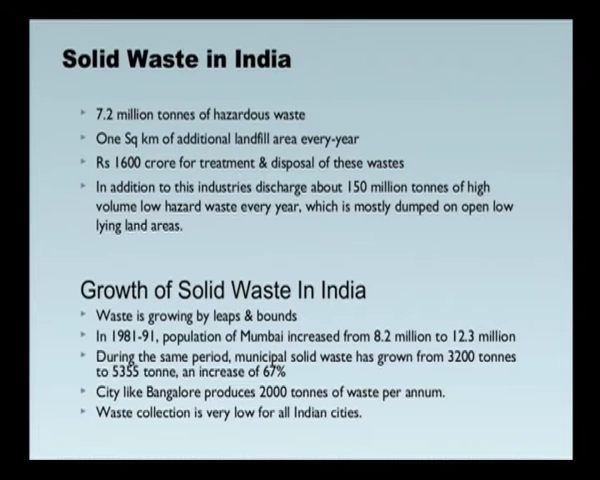 Solid Waste in India
7.2 million tonnes of hazardous waste
One Sq km of additional landfill area every-year
Rs 1600 crore for treatment & disposal of these wastes
In addition to this industries discharge about 150 million tonnes of high
volume low hazard waste every year, which is mostly dumped on open low
lying land areas.
Growth of Solid Waste In India
Waste is growing by leaps & bounds
In 1981-91, population of Mumbai increased from 8.2 million to 12.3 million
During the same period, municipal solid waste has grown from 3200 tonnes
to 5355 tonne, an increase of 67%
City like Bangalore produces 2000 tonnes of waste per annum.
Waste collection is very low for all Indian cities.